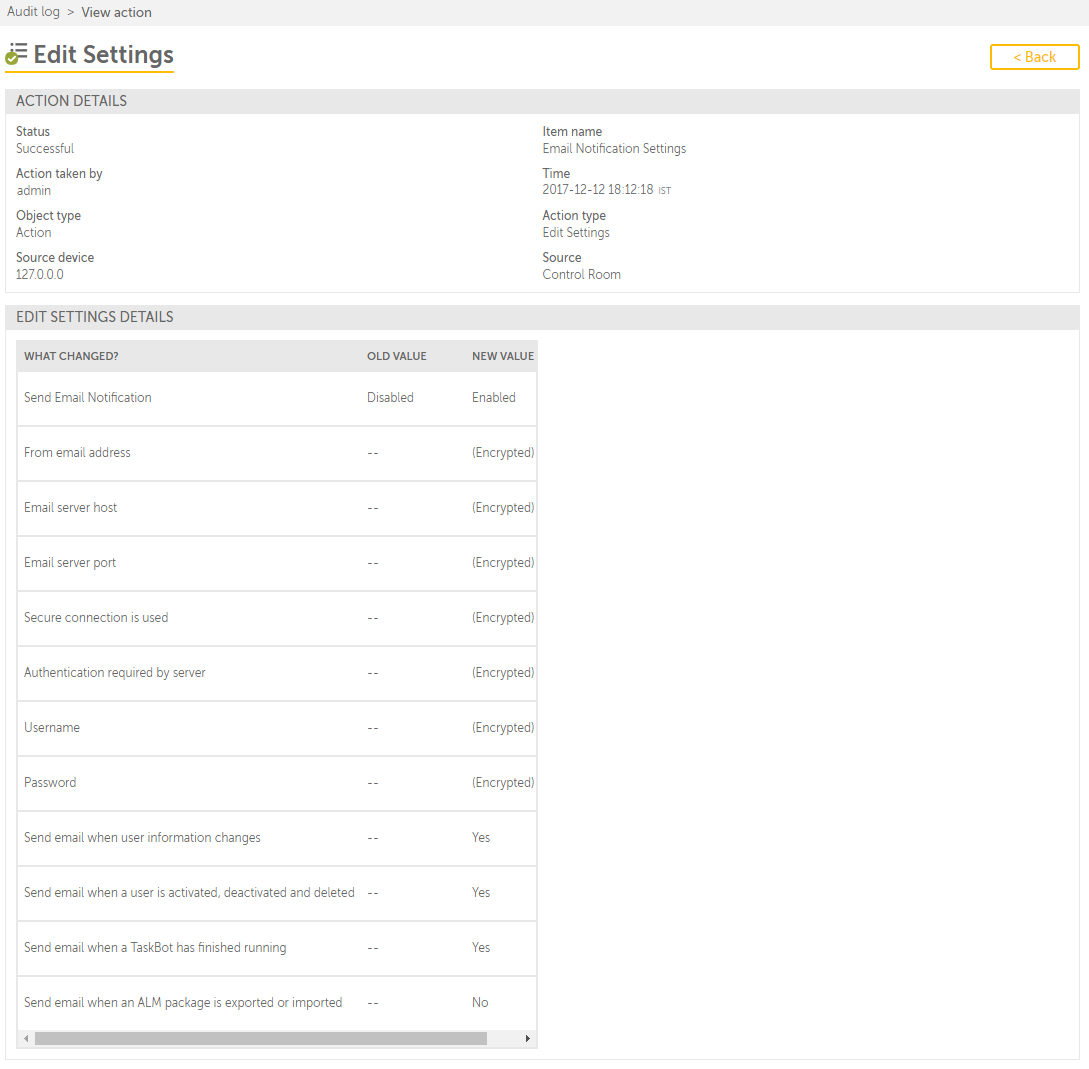 Audit log > View action
Edit Settings
< Back
ACTION DETAILS
Status
Successful
Item name
Email Notification Settings
Action taken by
admin
Time
2017-12-12 18:12:18 IST
Object type
Action
Action type
Edit Settings
Source device
127.0.0.0
Source
Control Room
EDIT SETTINGS DETAILS
WHAT CHANGED? OLD VALUE NEW VALUE
Send Email Notification Disabled Enabled
From email address -- (Encrypted)
Email server host -- (Encrypted)
Email server port -- (Encrypted)
Secure connection is used -- (Encrypted)
Authentication required by server -- (Encrypted)
Username -- (Encrypted)
Password -- (Encrypted)
Send email when user information changes -- Yes
Send email when a user is activated, deactivated and deleted -- Yes
Send email when a TaskBot has finished running -- Yes
Send email when an ALM package is exported or imported -- No